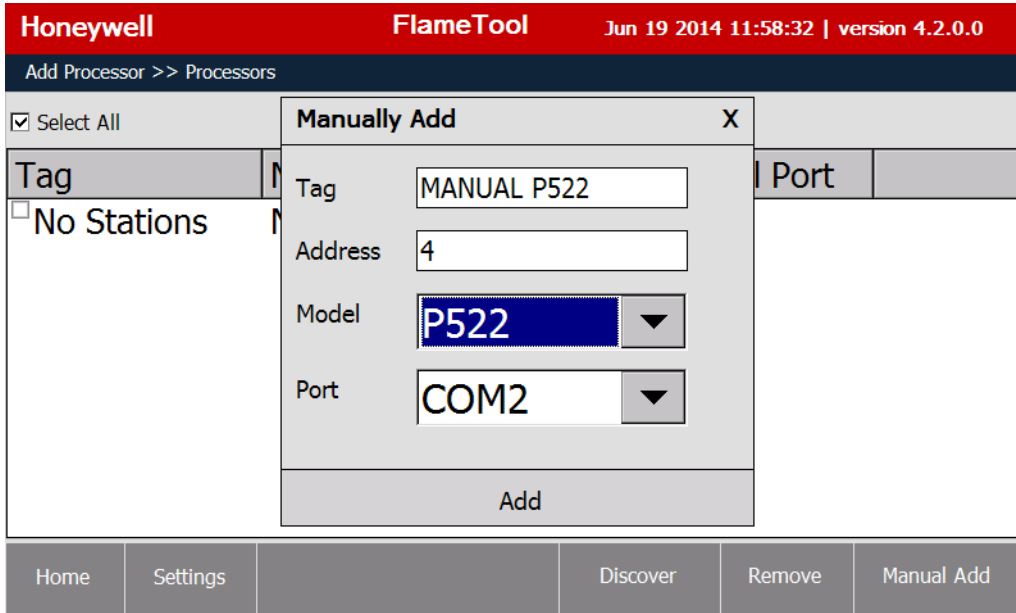 Honeywell FlameTool Jun 19 2014 11:58:32 | version 4.2.0.0
Add Processor >> Processors
Select All
Manually Add X
Tag Port
No Stations
Tag MANUAL P522
Address 4
Model P522
Port COM2
Add
Home Settings Discover Remove Manual Add